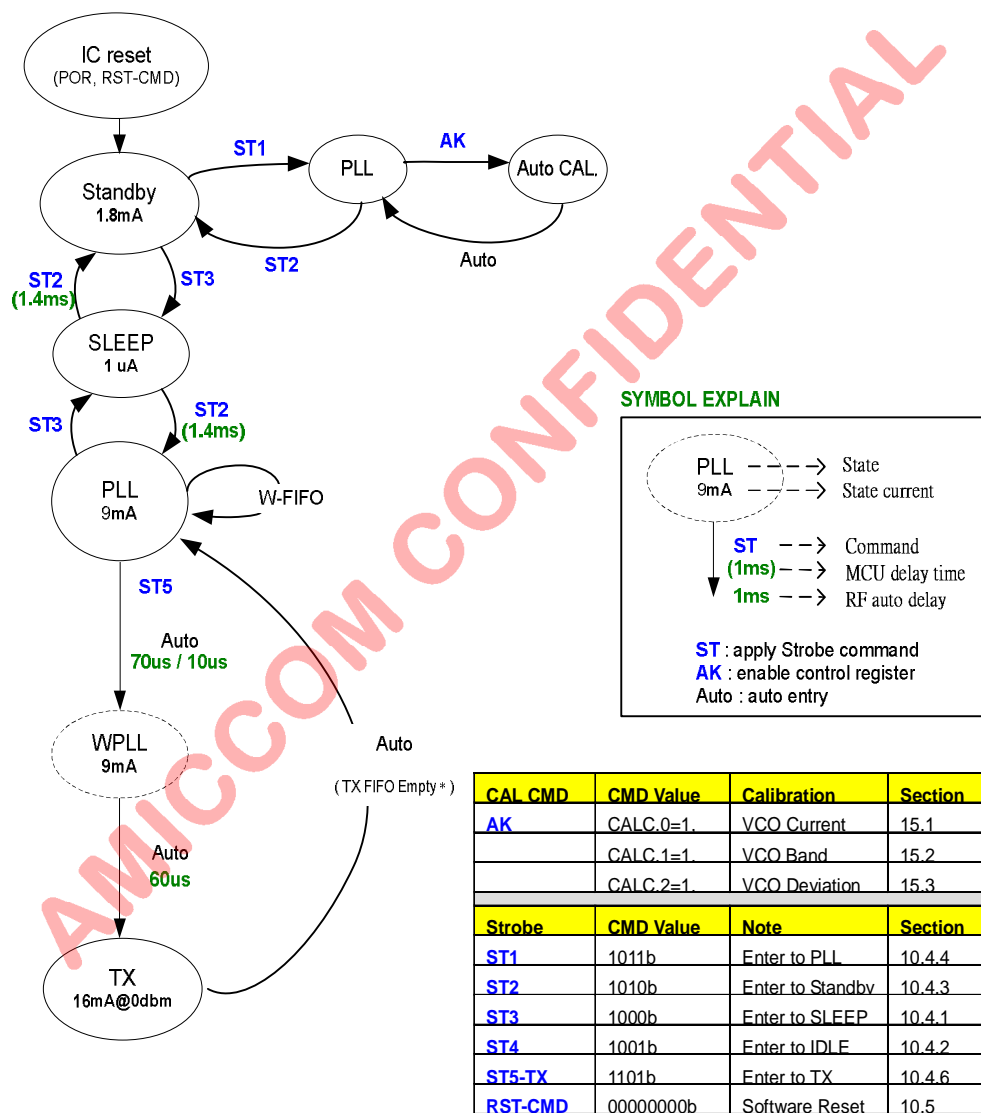 IC reset
(POR, RST-CMD)
ST1
AK
Standby
1.8mA
PLL
Auto CAL.
ST2
Auto
ST2
(1.4ms)
ST3
SLEEP
1 uA
ST3
ST2
(1.4ms)
PLL
9mA
W-FIFO
ST5
Auto
70us / 10us
WPLL
9mA
Auto
(TX FIFO Empty *)
Auto
60us
TX
16mA@0dbm
SYMBOL EXPLAIN
PLL State
9mA State current
ST Command
(1ms) MCU delay time
1ms RF auto delay
ST : apply Strobe command
AK : enable control register
Auto : auto entry
CAL CMD CMD Value Calibration Section
AK CALC.0=1. VCO Current 15.1
CALC.1=1. VCO Band 15.2
CALC.2=1. VCO Deviation 15.3
Strobe CMD Value Note Section
ST1 1011b Enter to PLL 10.4.4
ST2 1010b Enter to Standby 10.4.3
ST3 1000b Enter to SLEEP 10.4.1
ST4 1001b Enter to IDLE 10.4.2
ST5-TX 1101b Enter to TX 10.4.6
RST-CMD 00000000b Software Reset 10.5
AMICCOM CONFIDENTIAL